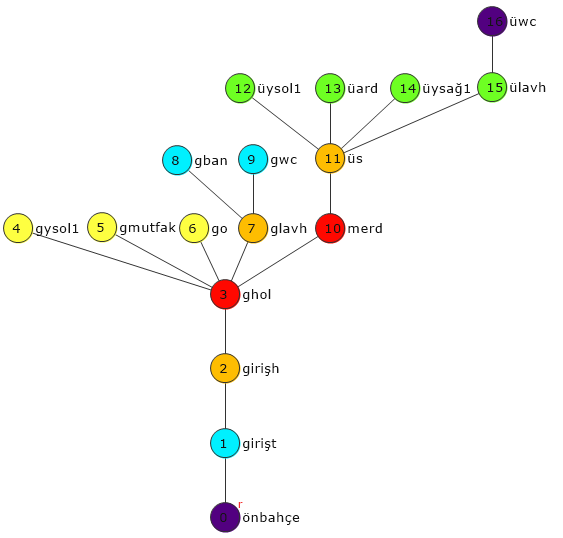 16 üwc
12 üysol1 13 üard 14 üysağ1 15 ülavh
8 gban 9 gwc 11 üs
4 gysol1 5 gmutfak 6 go 7 glavh 10 merd
3 ghol
2 girişh
1 girişt
r
0 önbahçe